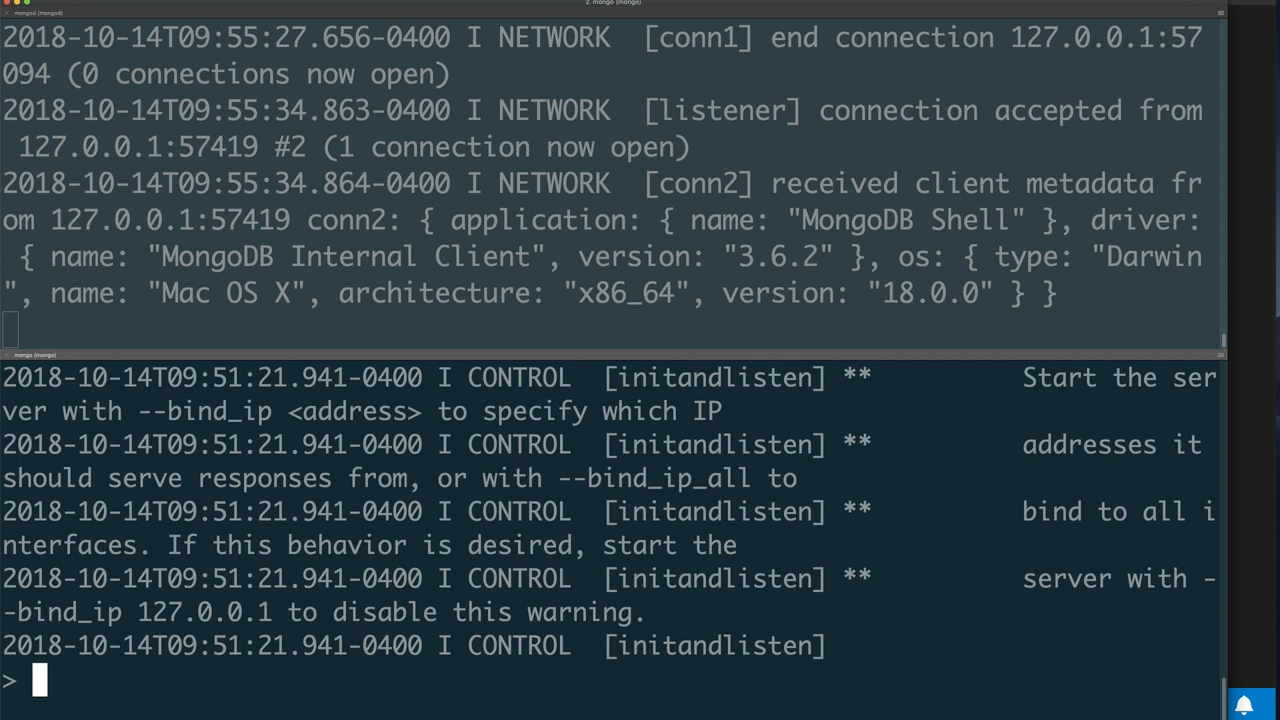 2. mongo (mongo)
mongod (mongod)
2018-10-14T09:55:27.656-0400 I NETWORK  [conn1] end connection 127.0.0.1:57
094 (0 connections now open)
2018-10-14T09:55:34.863-0400 I NETWORK  [listener] connection accepted from
 127.0.0.1:57419 #2 (1 connection now open)
2018-10-14T09:55:34.864-0400 I NETWORK  [conn2] received client metadata fr
om 127.0.0.1:57419 conn2: { application: { name: "MongoDB Shell" }, driver:
 { name: "MongoDB Internal Client", version: "3.6.2" }, os: { type: "Darwin
", name: "Mac OS X", architecture: "x86_64", version: "18.0.0" } }
mongo (mongo)
2018-10-14T09:51:21.941-0400 I CONTROL  [initandlisten] **          Start the ser
ver with --bind_ip <address> to specify which IP
2018-10-14T09:51:21.941-0400 I CONTROL  [initandlisten] **          addresses it
should serve responses from, or with --bind_ip_all to
2018-10-14T09:51:21.941-0400 I CONTROL  [initandlisten] **          bind to all i
nterfaces. If this behavior is desired, start the
2018-10-14T09:51:21.941-0400 I CONTROL  [initandlisten] **          server with -
-bind_ip 127.0.0.1 to disable this warning.
2018-10-14T09:51:21.941-0400 I CONTROL  [initandlisten]
>